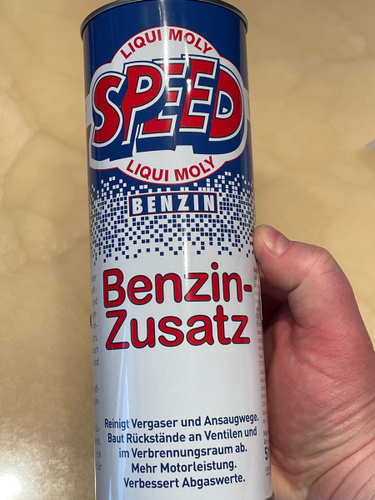 LIQUI MOLY
SPEED
LIQUI MOLY
BENZIN
Benzin-
Zusatz
Reinigt Vergaser und Ansaugwege.
Baut Rückstände an Ventilen und
im Verbrennungsraum ab.
Mehr Motorleistung.
Verbessert Abgaswerte.